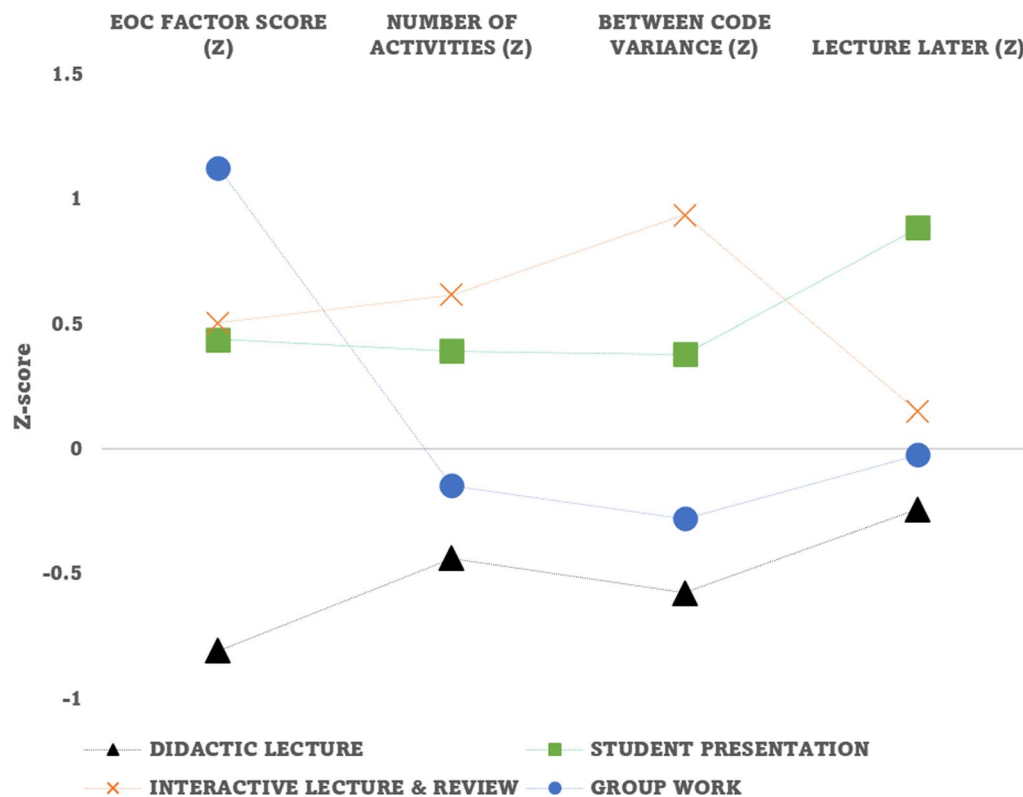 EOC FACTOR SCORE
(Z)
NUMBER OF
ACTIVITIES (Z)
BETWEEN CODE
VARIANCE (Z)
LECTURE LATER (Z)
1.5
1
0.5
0
-0.5
-1
Z-score
DIDACTIC LECTURE
STUDENT PRESENTATION
INTERACTIVE LECTURE & REVIEW
GROUP WORK